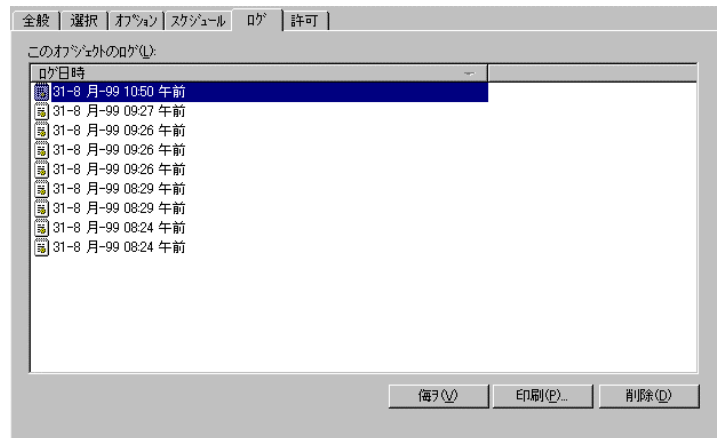 全般 選択 ｵﾌﾟｼｮﾝ ｽｹｼﾞｭｰﾙ ﾛｸﾞ 許可
このｵﾌﾞｼﾞｪｸﾄのﾛｸﾞ(L):
ﾛｸﾞ日時
31-8 月-99 10:50 午前
31-8 月-99 09:27 午前
31-8 月-99 09:26 午前
31-8 月-99 09:26 午前
31-8 月-99 09:26 午前
31-8 月-99 08:29 午前
31-8 月-99 08:29 午前
31-8 月-99 08:24 午前
31-8 月-99 08:24 午前
侮ｦ(V) 印刷(P)... 削除(D)